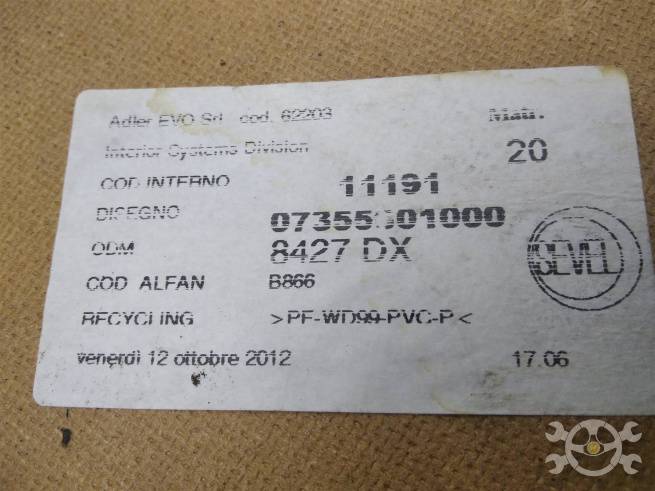 Adler EVO Srl cod. 62203 Matr.
Interior Systems Division 20
COD INTERNO 11191
DISEGNO
ODM 8427 DX
SEVEL
COD ALFAN B866
RECYCLING >PF-WD99-PVC-P<
venerdì 12 ottobre 2012 17.06